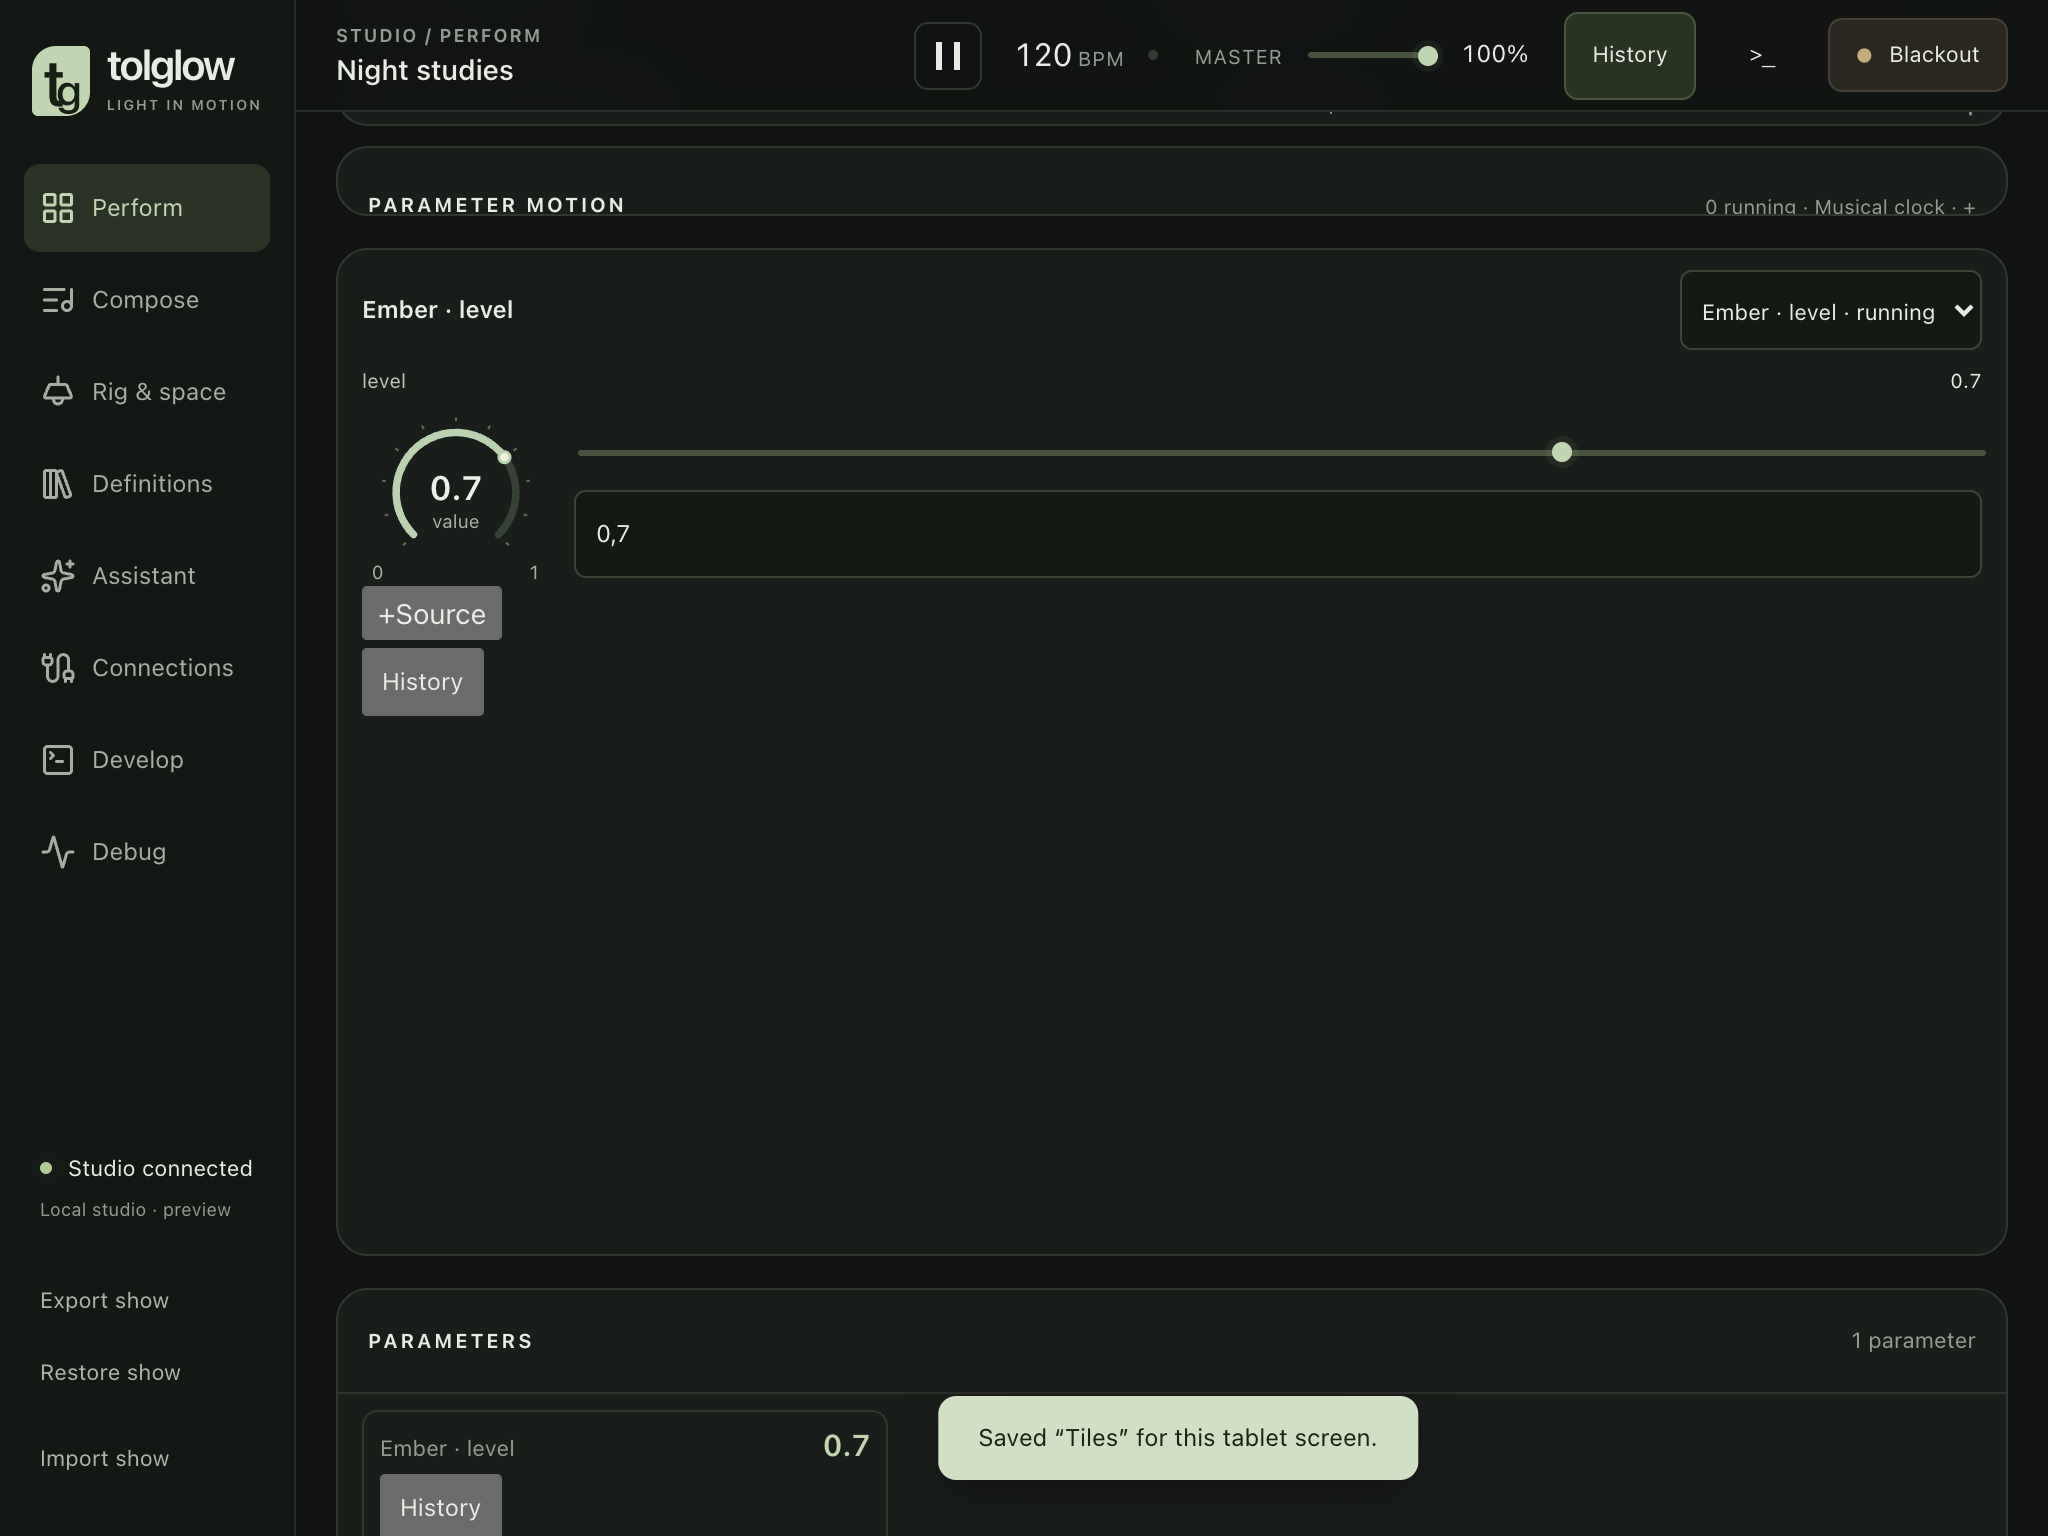 tolglow
LIGHT IN MOTION
STUDIO / PERFORM
Night studies
120 BPM
MASTER
100%
History
>_
Blackout
Perform
Compose
Rig & space
Definitions
Assistant
Connections
Develop
Debug
Studio connected
Local studio · preview
Export show
Restore show
Import show
PARAMETER MOTION
0 running · Musical clock · +
Ember · level
Ember · level · running
level
0.7
0.7
value
0
1
0,7
+Source
History
PARAMETERS
1 parameter
Ember · level
0.7
History
Saved “Tiles” for this tablet screen.